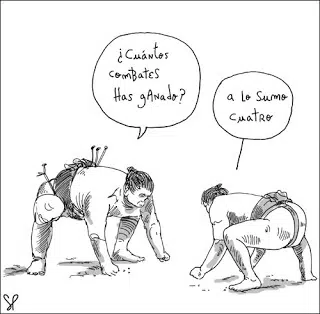 ¿Cuántos
combates
Has gAnado?
a lo sumo
cuatro